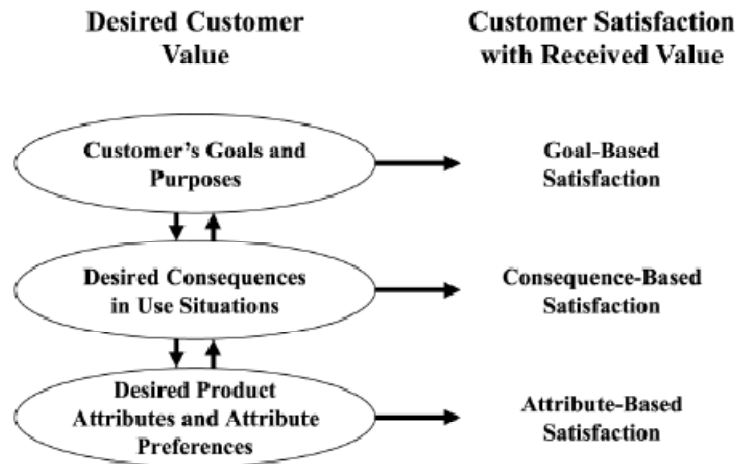 Desired Customer
Value
Customer Satisfaction
with Received Value
Customer's Goals and
Purposes
Goal-Based
Satisfaction
Desired Consequences
in Use Situations
Consequence-Based
Satisfaction
Desired Product
Attributes and Attribute
Preferences
Attribute-Based
Satisfaction